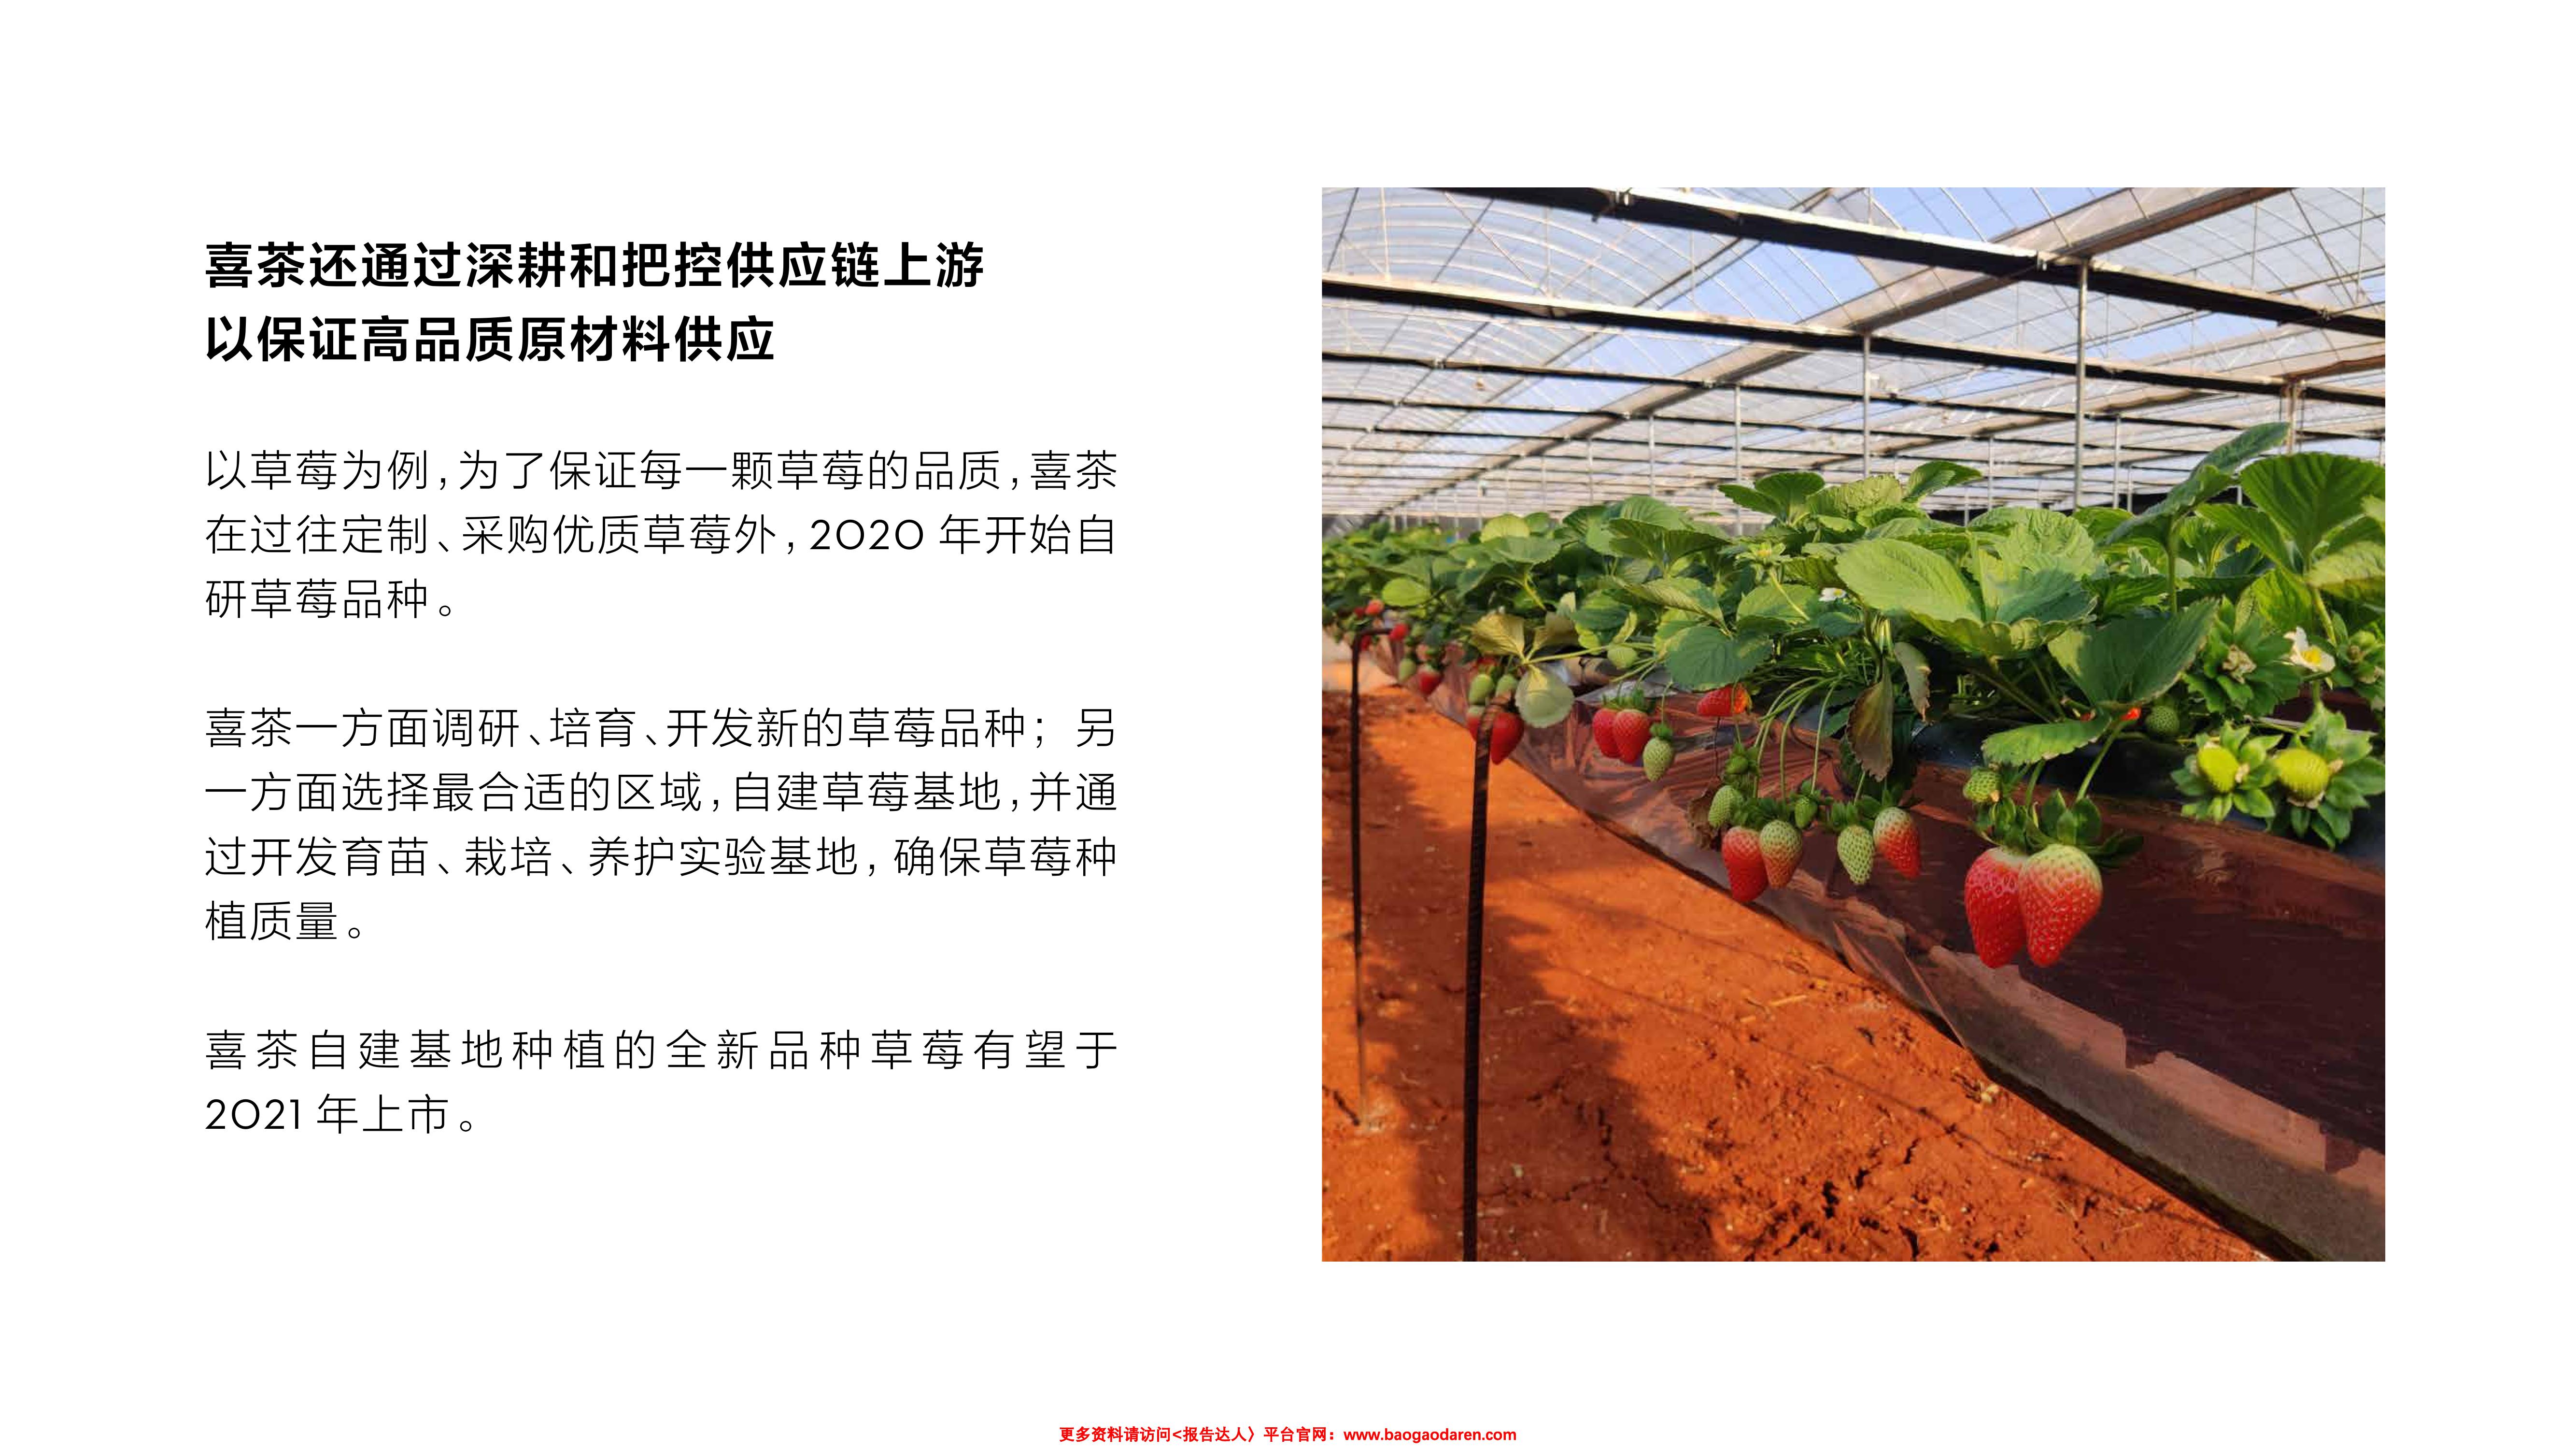 喜茶还通过深耕和把控供应链上游
以保证高品质原材料供应
以草莓为例,为了保证每一颗草莓的品质,喜茶
在过往定制、采购优质草莓外,2020 年开始自
研草莓品种。
喜茶一方面调研、培育、开发新的草莓品种；另
一方面选择最合适的区域,自建草莓基地,并通
过开发育苗、栽培、养护实验基地,确保草莓种
植质量。
喜茶自建基地种植的全新品种草莓有望于
2021 年上市。
更多资料请访问<报告达人〉平台官网：www.baogaodaren.com